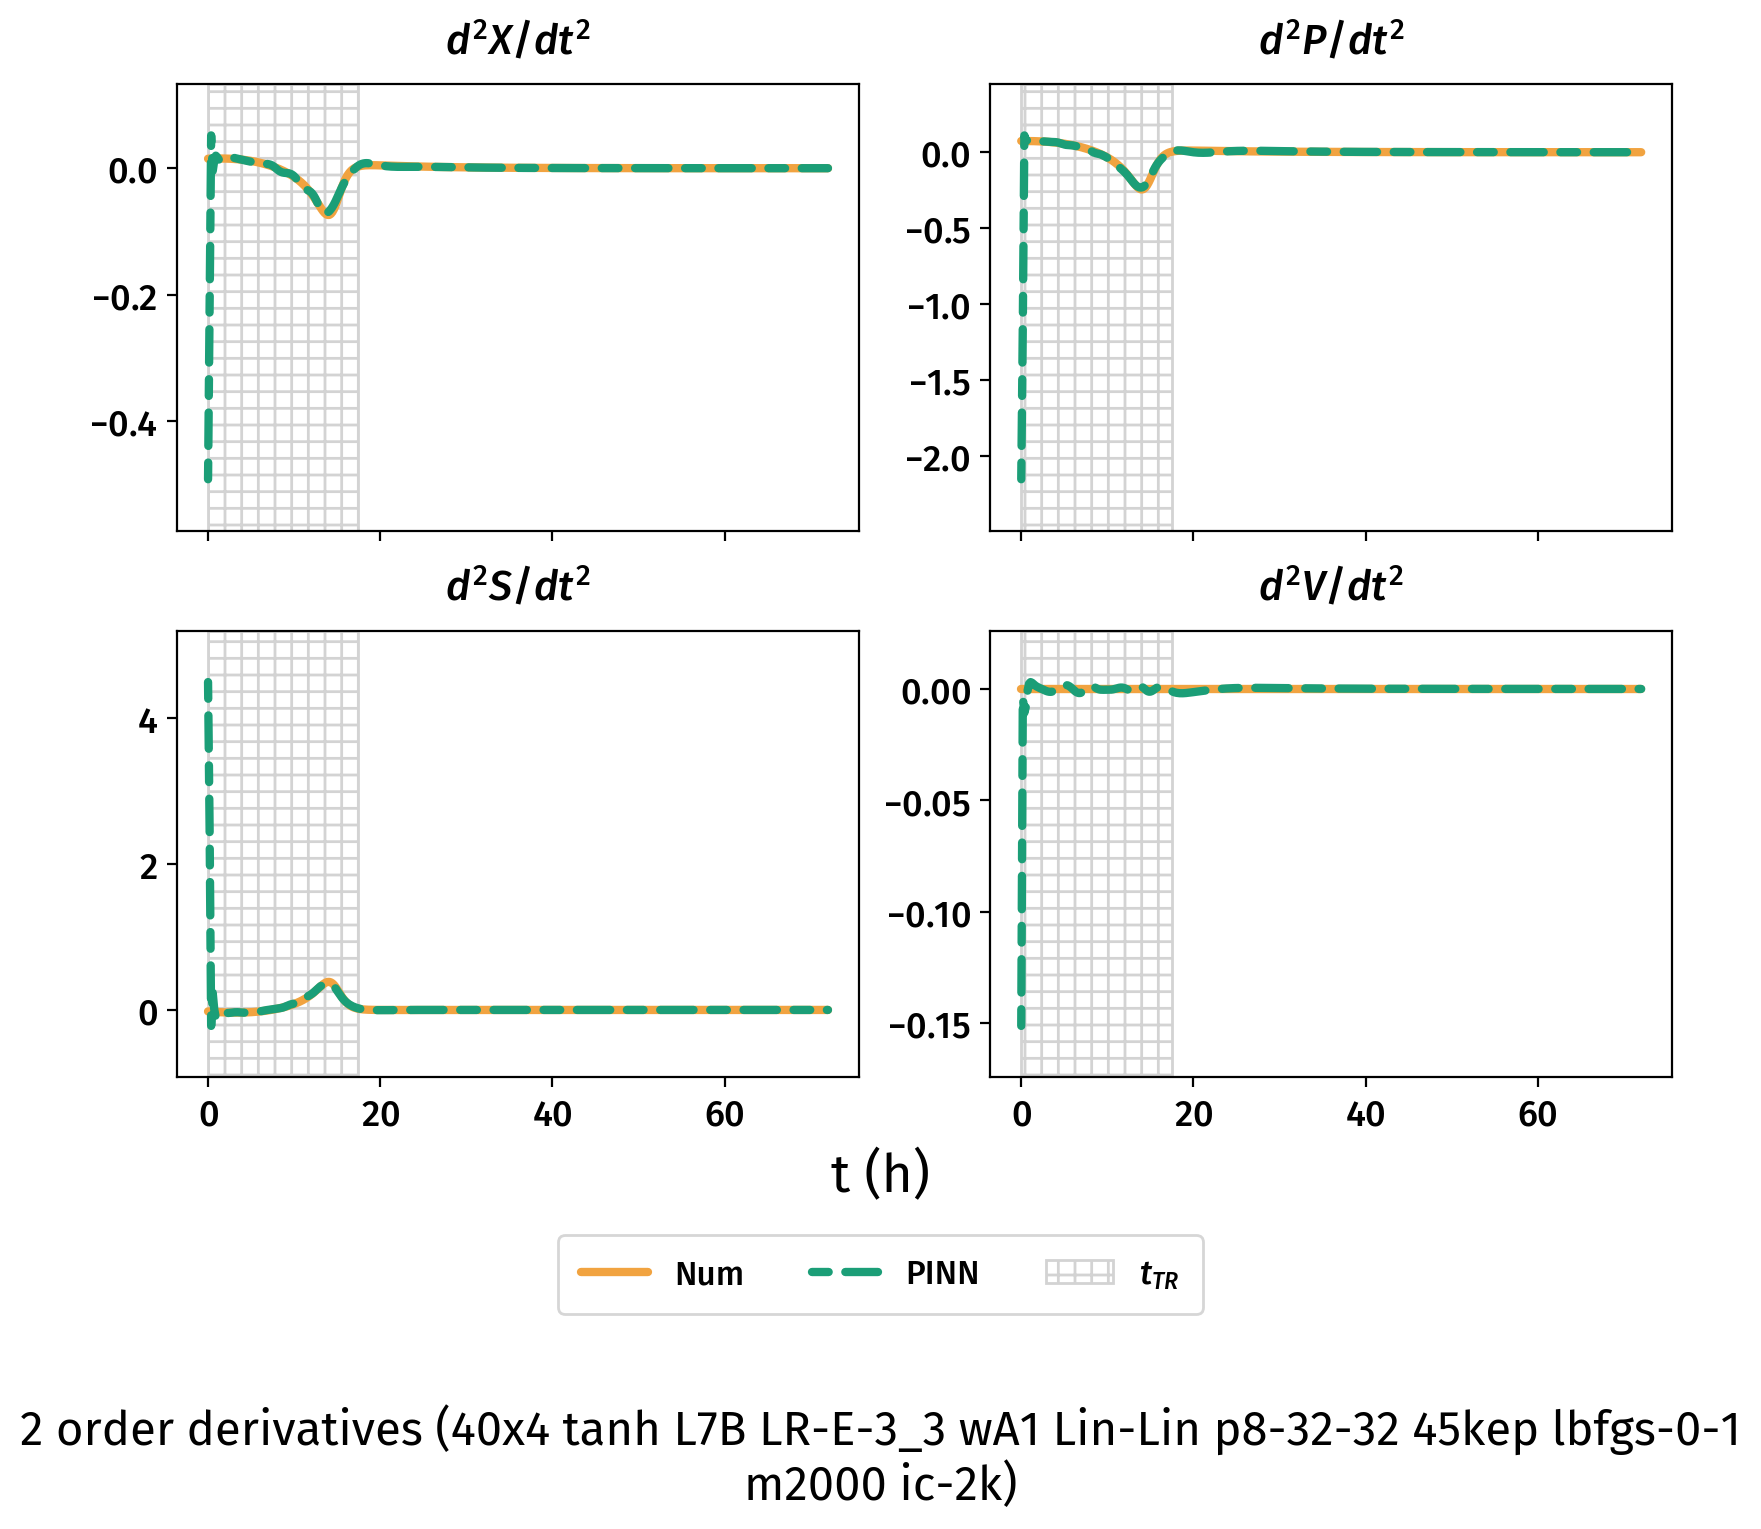 d²X/dt²
d²P/dt²
0.0
−0.2
−0.4
0.0
−0.5
−1.0
−1.5
−2.0
d²S/dt²
d²V/dt²
4
2
0
0.00
−0.05
−0.10
−0.15
0 20 40 60
0 20 40 60
t (h)
Num PINN t_TR
2 order derivatives (40x4 tanh L7B LR-E-3_3 wA1 Lin-Lin p8-32-32 45kep lbfgs-0-1
m2000 ic-2k)